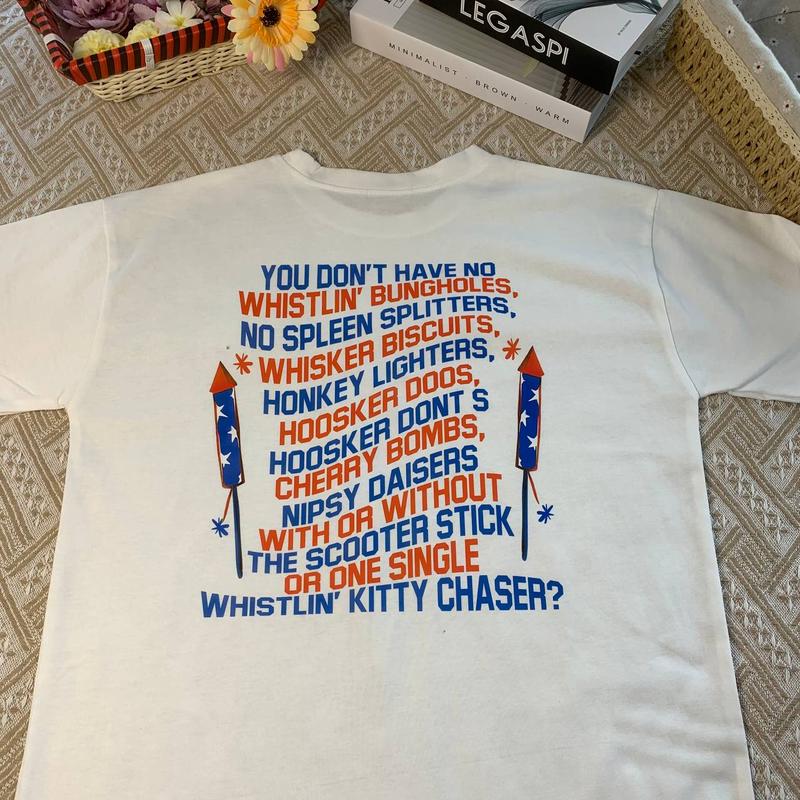 LEGASPI
MINIMALIST · BROWN · WARM
YOU DON'T HAVE NO
WHISTLIN' BUNGHOLES,
NO SPLEEN SPLITTERS,
WHISKER BISCUITS,
HONKEY LIGHTERS,
HOOSKER DOOS,
HOOSKER DONT S
CHERRY BOMBS,
NIPSY DAISERS
WITH OR WITHOUT
THE SCOOTER STICK
OR ONE SINGLE
WHISTLIN' KITTY CHASER?